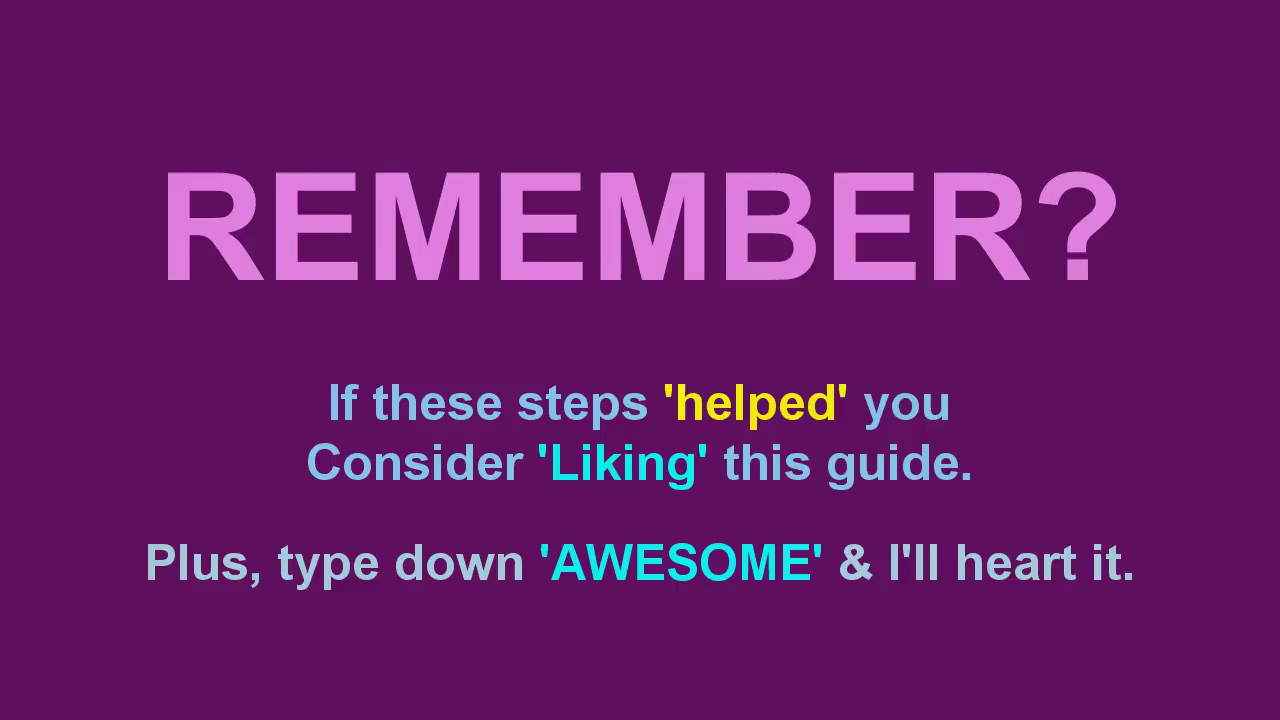 REMEMBER?
If these steps 'helped' you
Consider 'Liking' this guide.
Plus, type down 'AWESOME' & I'll heart it.